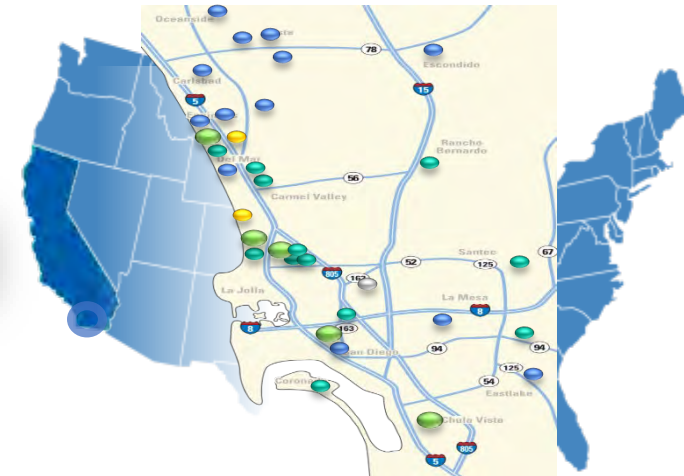 Oceanside
78
Escondido
Carlsbad
5
15
Del Mar
Rancho
Bernardo
56
Carmel Valley
67
Santee
52
125
805
163
La Jolla
La Mesa
8
8
163
San Diego
94
94
125
54
Coronado
Eastlake
Chula Vista
805
5